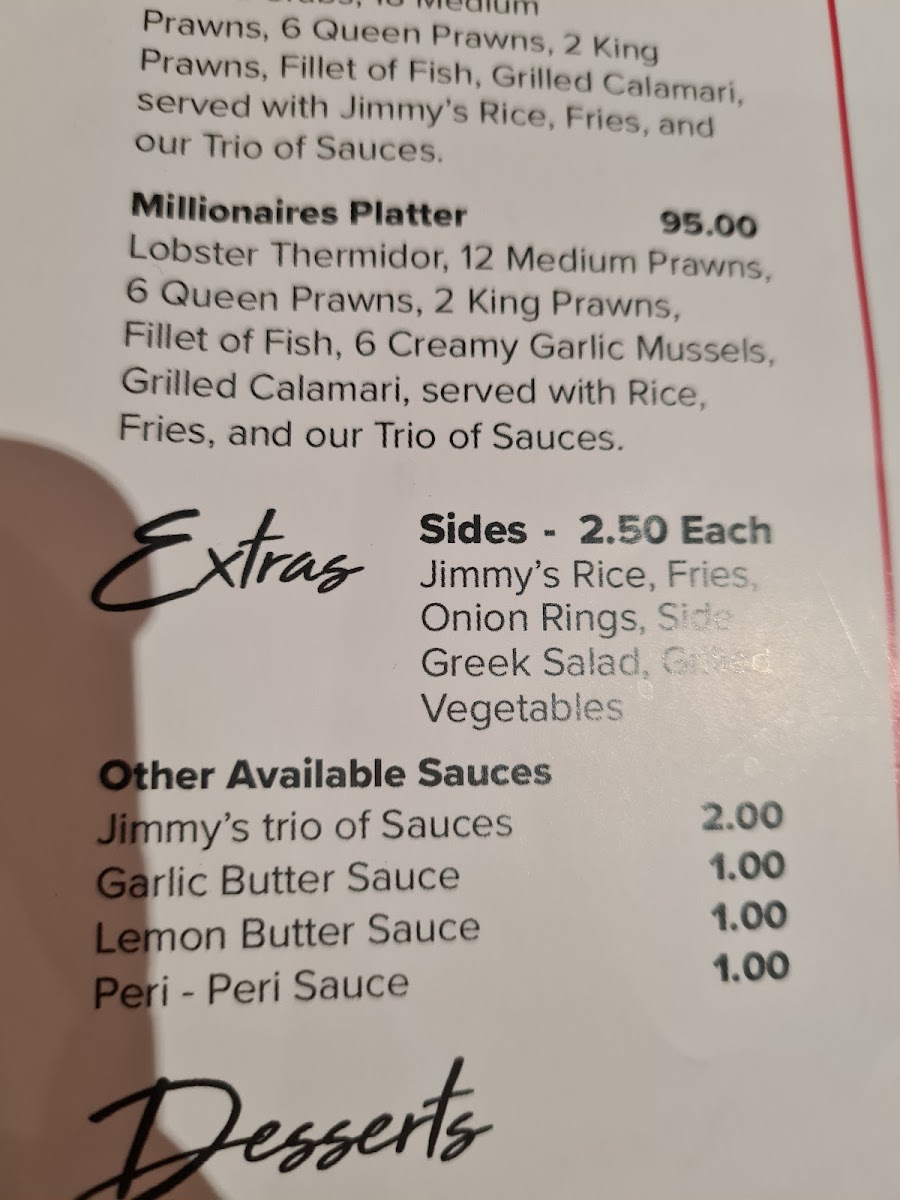 Medium
Prawns, 6 Queen Prawns, 2 King
Prawns, Fillet of Fish, Grilled Calamari,
served with Jimmy's Rice, Fries, and
our Trio of Sauces.
Millionaires Platter 95.00
Lobster Thermidor, 12 Medium Prawns,
6 Queen Prawns, 2 King Prawns,
Fillet of Fish, 6 Creamy Garlic Mussels,
Grilled Calamari, served with Rice,
Fries, and our Trio of Sauces.
Extras
Sides - 2.50 Each
Jimmy's Rice, Fries,
Onion Rings, Side
Greek Salad, Grilled
Vegetables
Other Available Sauces
Jimmy's trio of Sauces 2.00
Garlic Butter Sauce 1.00
Lemon Butter Sauce 1.00
Peri - Peri Sauce 1.00
Desserts